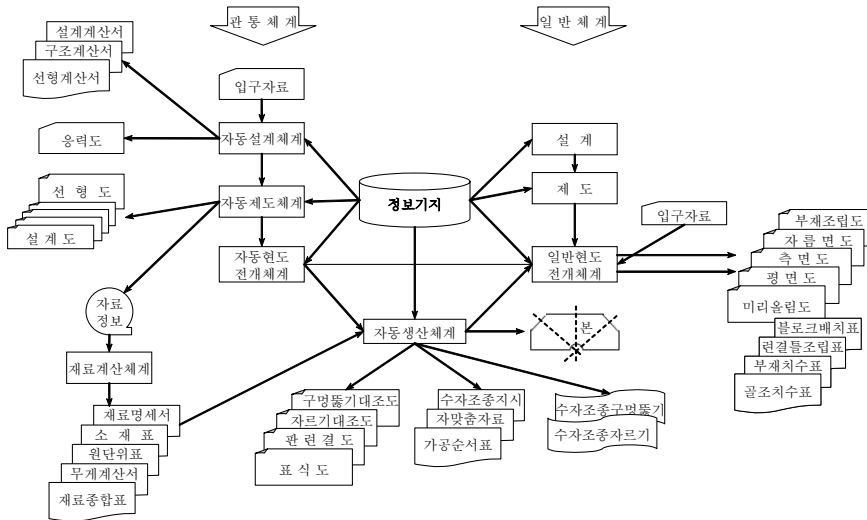 관 통 체 계
일 반 체 계
설계계산서
구조계산서
선형계산서
입구자료
응력도
자동설계체계
설 계
선 형 도
설 계 도
자동제도체계
정보기지
제 도
입구자료
자동현도
전개체계
일반현도
전개체계
부재조립도
자 름 면 도
측 면 도
평 면 도
미리올림도
자료
정보
자동생산체계
본
블로크배치표
련결틀조립표
부재치수표
골조치수표
재료계산체계
재료명세서
소 재 표
원단위표
무게계산서
재료종합표
구멍뚫기대조도
자르기대조도
관 련 결 도
표 식 도
수자조종지시
자맞춤자료
가공순서표
수자조종구멍뚫기
수자조종자르기